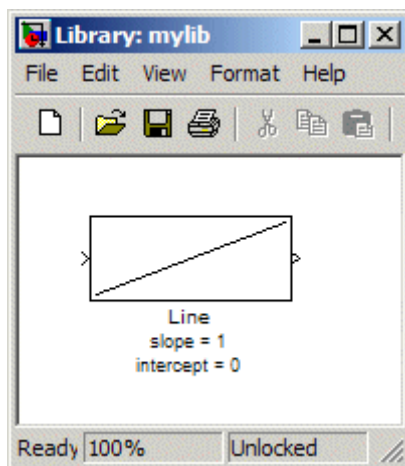 Library: mylib
File Edit View Format Help
Line
slope = 1
intercept = 0
Ready 100% Unlocked